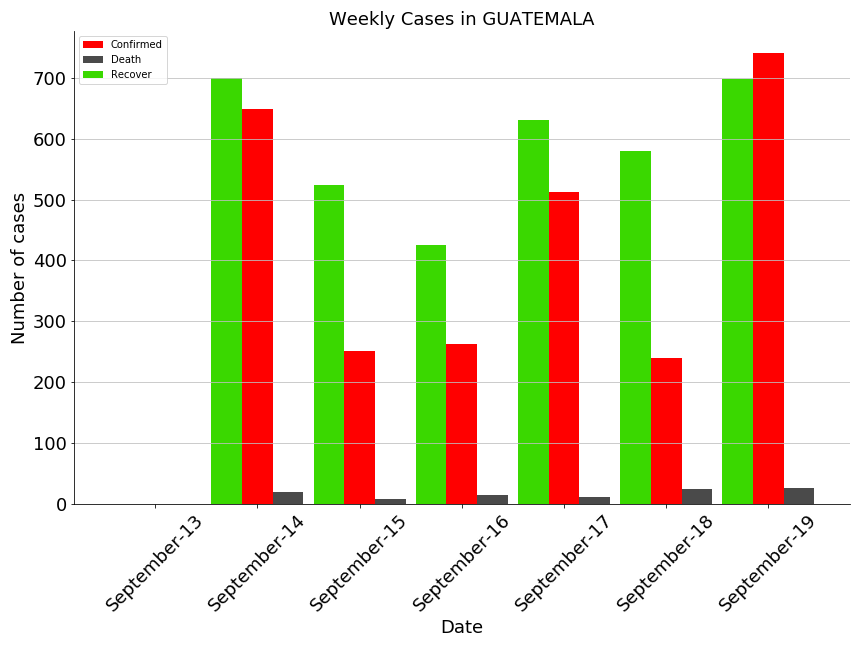 Weekly Cases in GUATEMALA
Confirmed
Death
Recover
Number of cases
700
600
500
400
300
200
100
0
September-13
September-14
September-15
September-16
September-17
September-18
September-19
Date